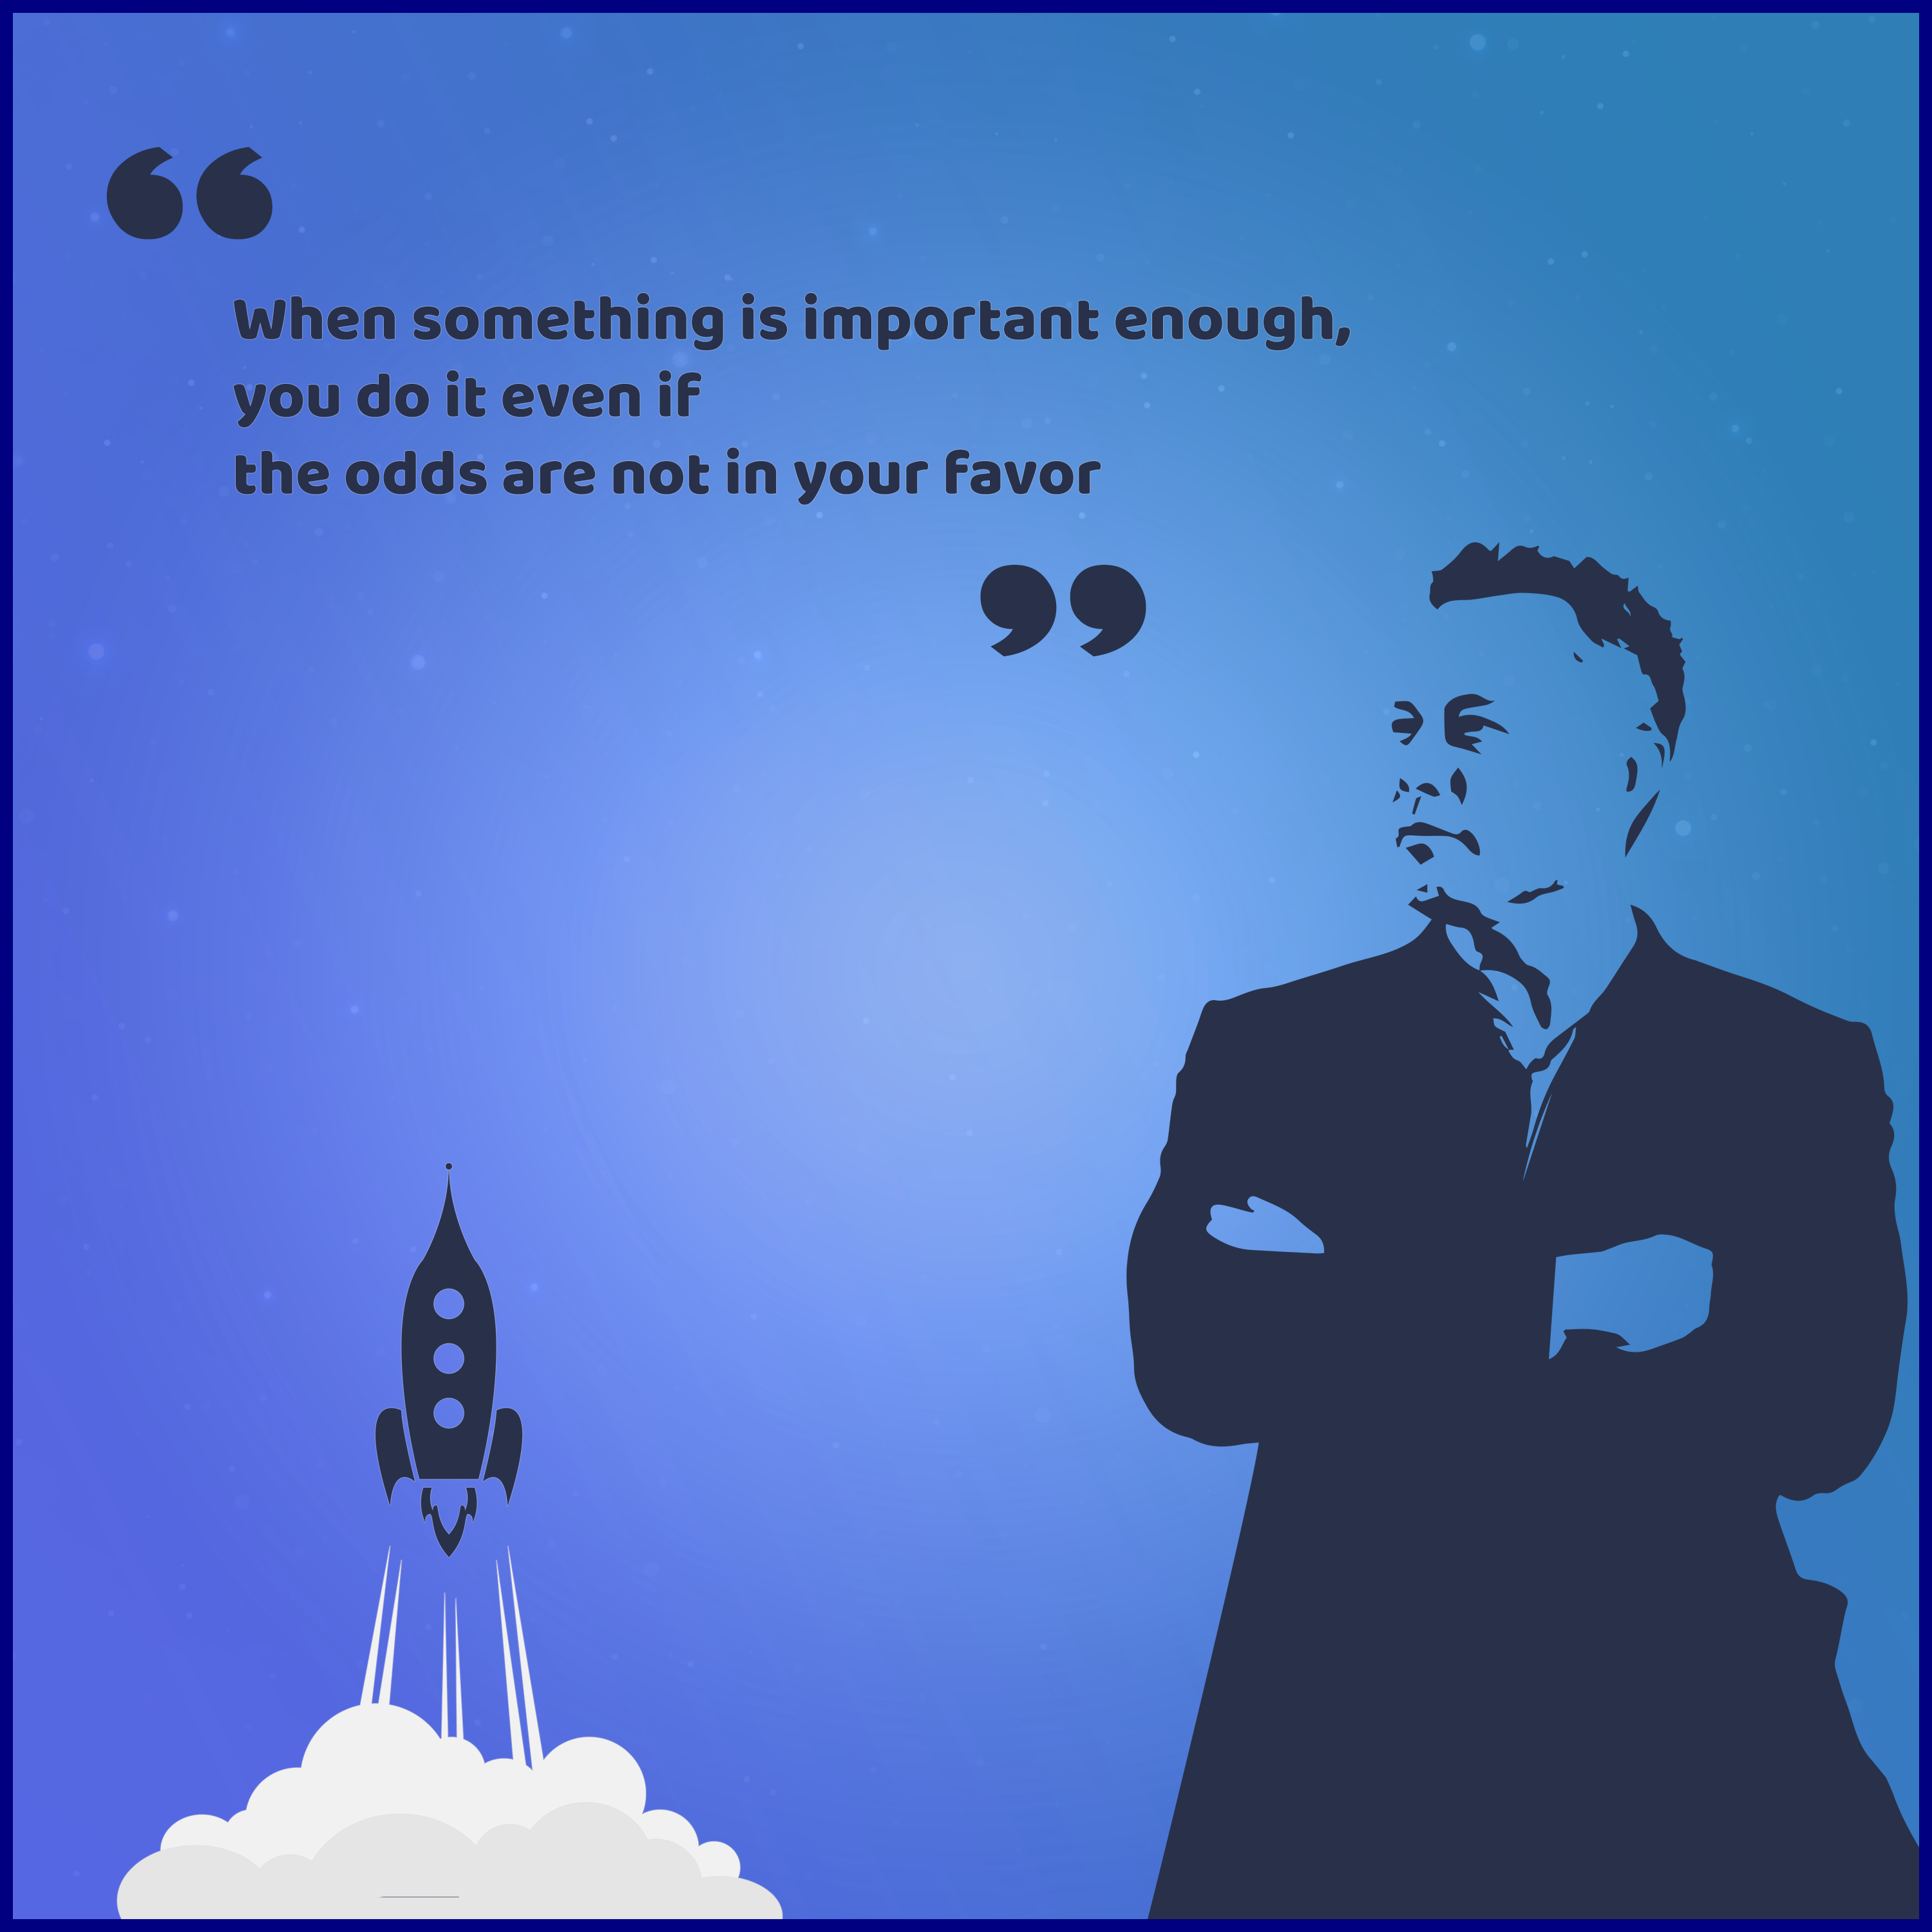 “
When something is important enough,
you do it even if
the odds are not in your favor
”